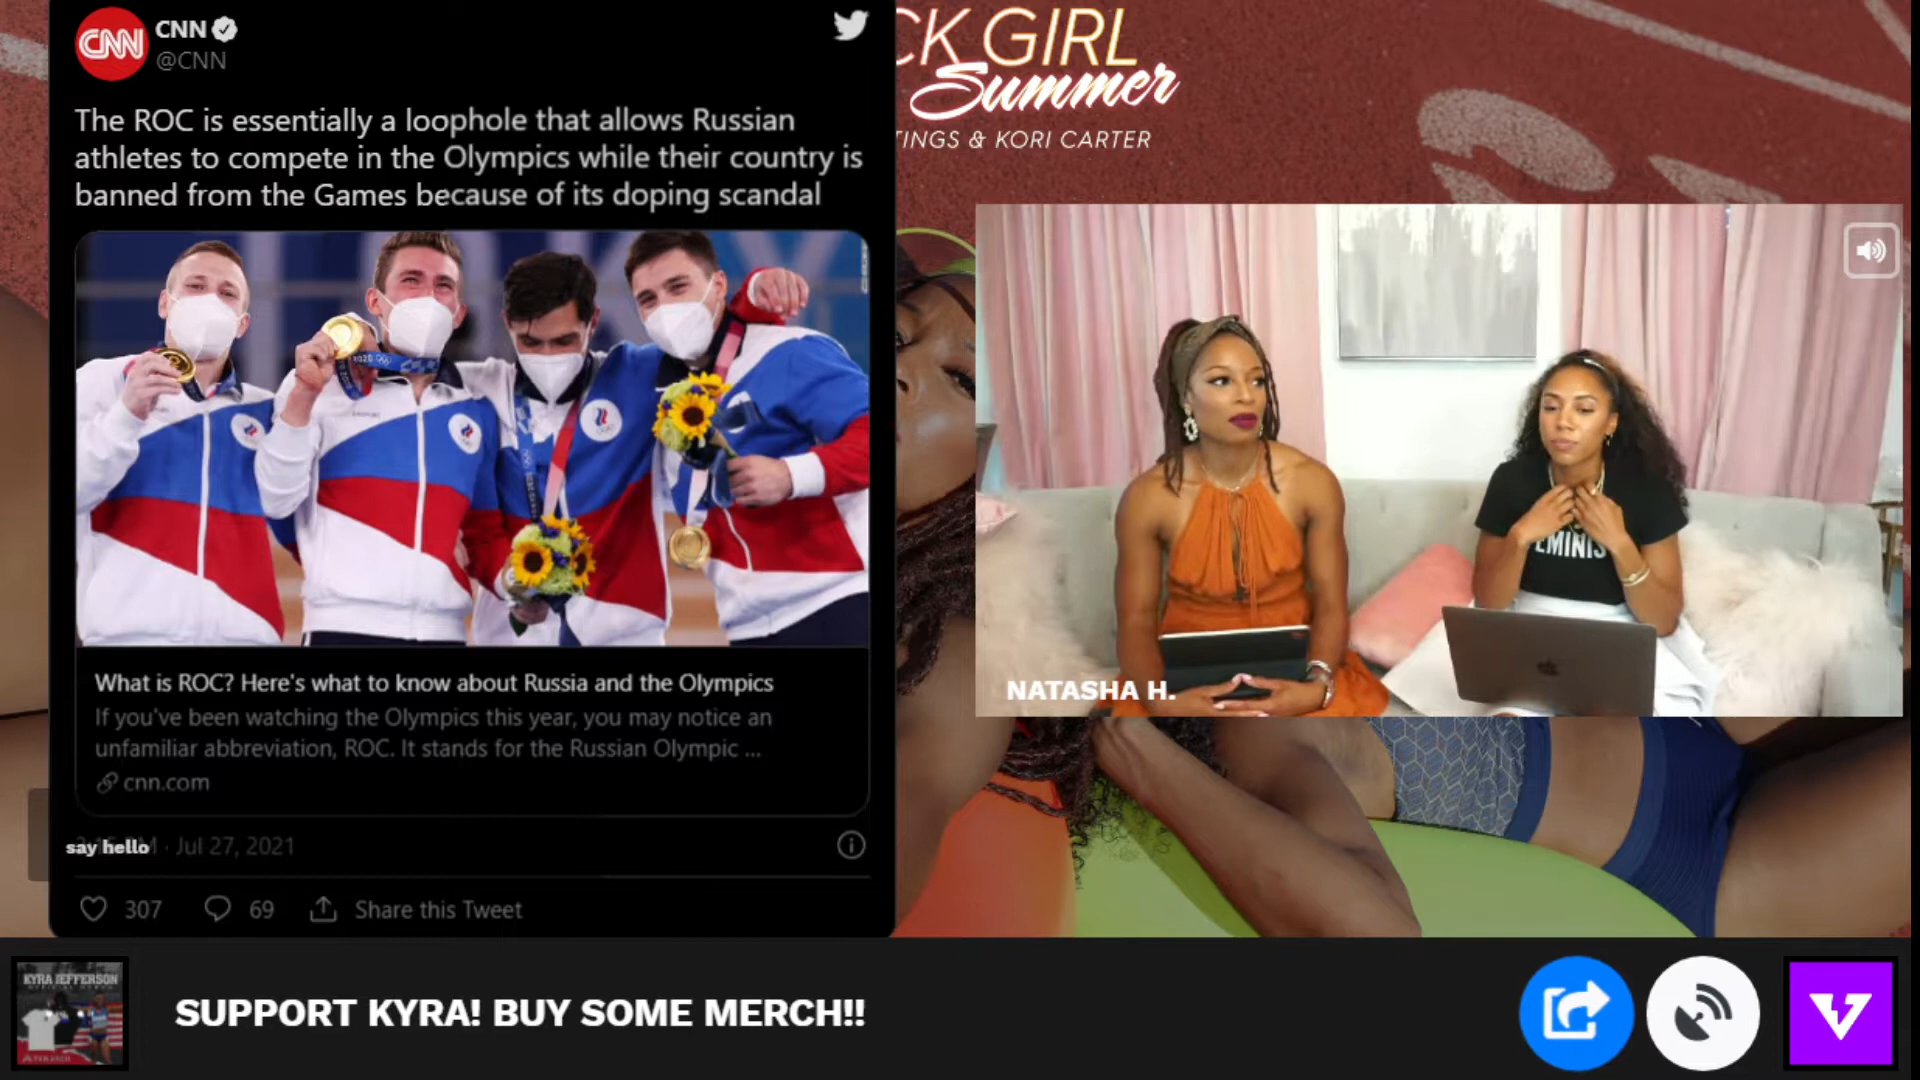 CNN
CNN
@CNN
The ROC is essentially a loophole that allows Russian
athletes to compete in the Olympics while their country is
banned from the Games because of its doping scandal
2020
What is ROC? Here's what to know about Russia and the Olympics
If you've been watching the Olympics this year, you may notice an
unfamiliar abbreviation, ROC. It stands for the Russian Olympic ...
cnn.com
say hello
· Jul 27, 2021
307
69
Share this Tweet
CK GIRL
Summer
TINGS & KORI CARTER
EMINIS
NATASHA H.
KYRA JEFFERSON
SUPPORT KYRA! BUY SOME MERCH!!